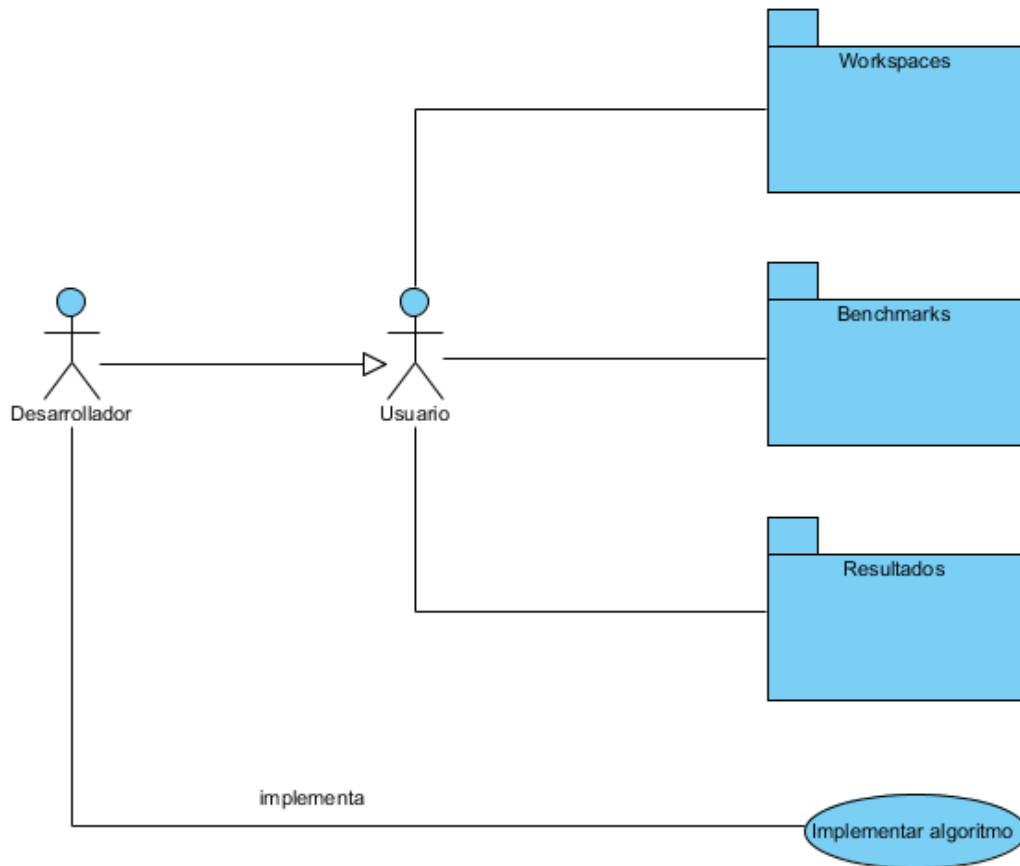 Workspaces
Benchmarks
Desarrollador
Usuario
Resultados
implementa
Implementar algoritmo